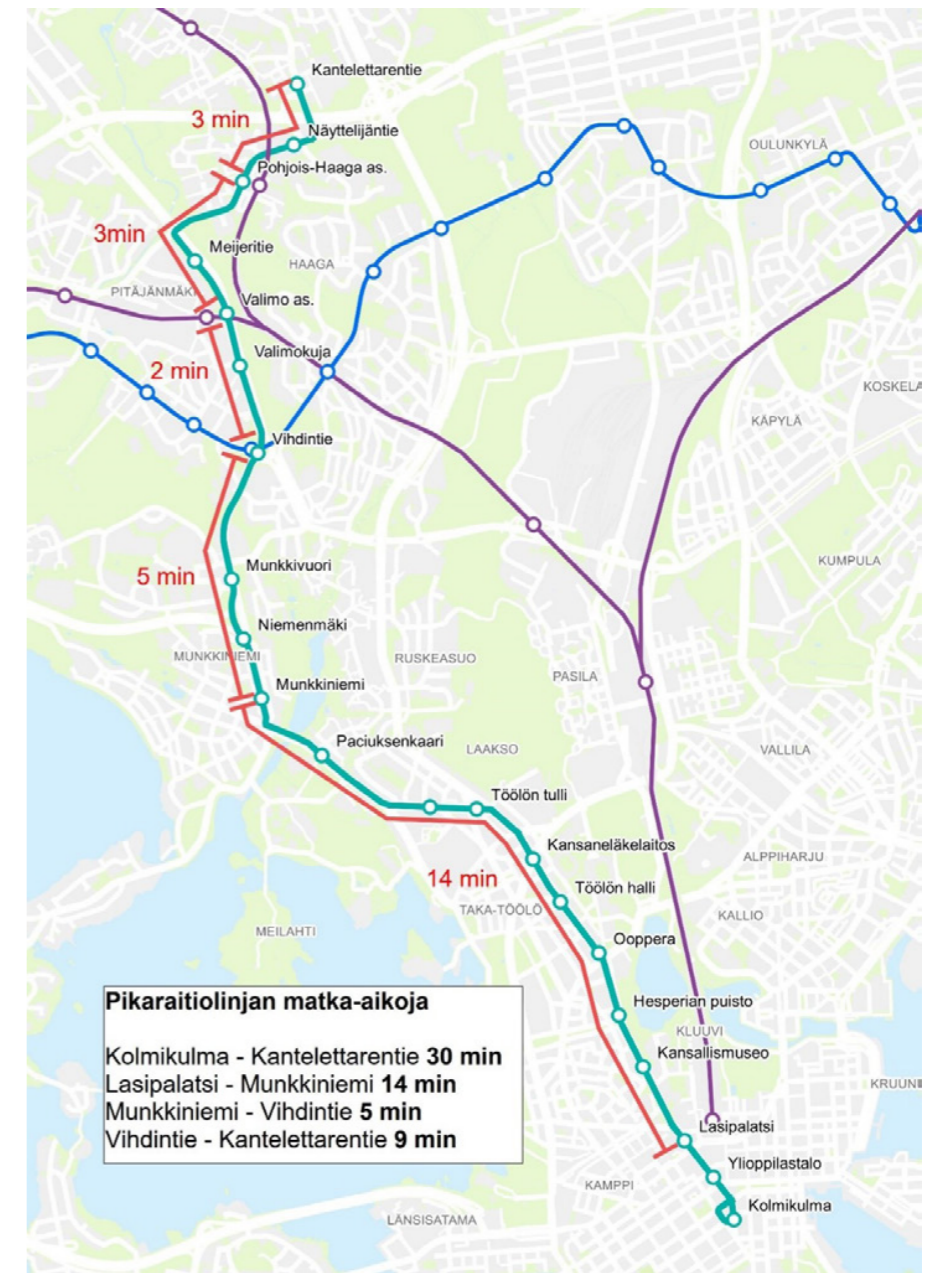 Kantelettarentie
3 min
Näyttelijäntie
OULUNKYLÄ
Pohjois-Haaga as.
3min
Meijeritie
HAAGA
PITÄJÄNMÄKI
Valimo as.
Valimokuja
2 min
KOSKELA
KÄPYLÄ
Vihdintie
KUMPULA
5 min
Munkkivuori
Niemenmäki
MUNKKINIEMI
RUSKEASUO
PASILA
Munkkiniemi
Paciuksenkaari
LAAKSO
VALLILA
Töölön tulli
Kansaneläkelaitos
ALPPIHARJU
14 min
Töölön halli
TAKA-TÖÖLÖ
KALLIO
MEILAHTI
Ooppera
Hesperian puisto
KLUUVI
Kansallismuseo
KRUUN
Pikaraitiolinjan matka-aikoja
Kolmikulma - Kantelettarentie 30 min
Lasipalatsi - Munkkiniemi 14 min
Munkkiniemi - Vihdintie 5 min
Vihdintie - Kantelettarentie 9 min
Lasipalatsi
Ylioppilastalo
KAMPPI
Kolmikulma
LÄNSISATAMA